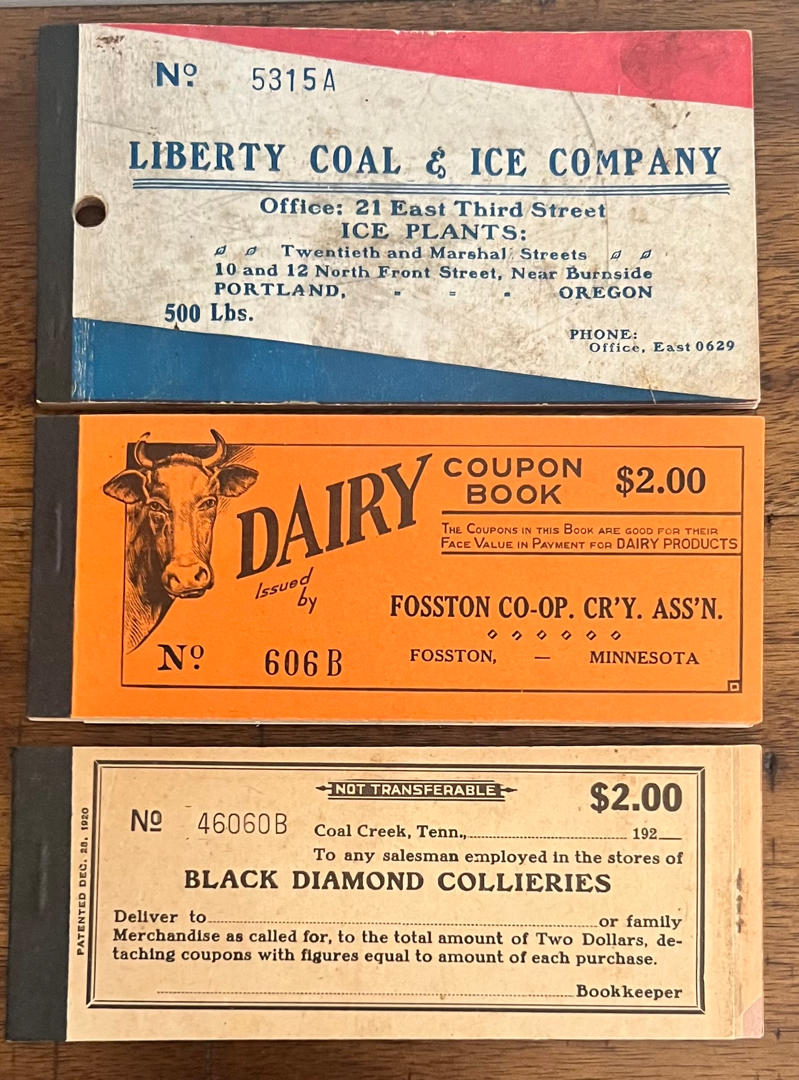 Nº 5315A
LIBERTY COAL & ICE COMPANY
Office: 21 East Third Street
ICE PLANTS:
Twentieth and Marshal Streets
10 and 12 North Front Street, Near Burnside
PORTLAND, - - - OREGON
500 Lbs.
PHONE:
Office, East 0629
DAIRY
COUPON
BOOK
$2.00
THE COUPONS IN THIS BOOK ARE GOOD FOR THEIR
FACE VALUE IN PAYMENT FOR DAIRY PRODUCTS
Issued
by
FOSSTON CO-OP. CR'Y. ASS'N.
Nº 606B
FOSSTON, — MINNESOTA
PATENTED DEC. 28, 1920
NOT TRANSFERABLE
$2.00
Nº 46060B
Coal Creek, Tenn., 192
To any salesman employed in the stores of
BLACK DIAMOND COLLIERIES
Deliver to or family
Merchandise as called for, to the total amount of Two Dollars, de-
taching coupons with figures equal to amount of each purchase.
Bookkeeper